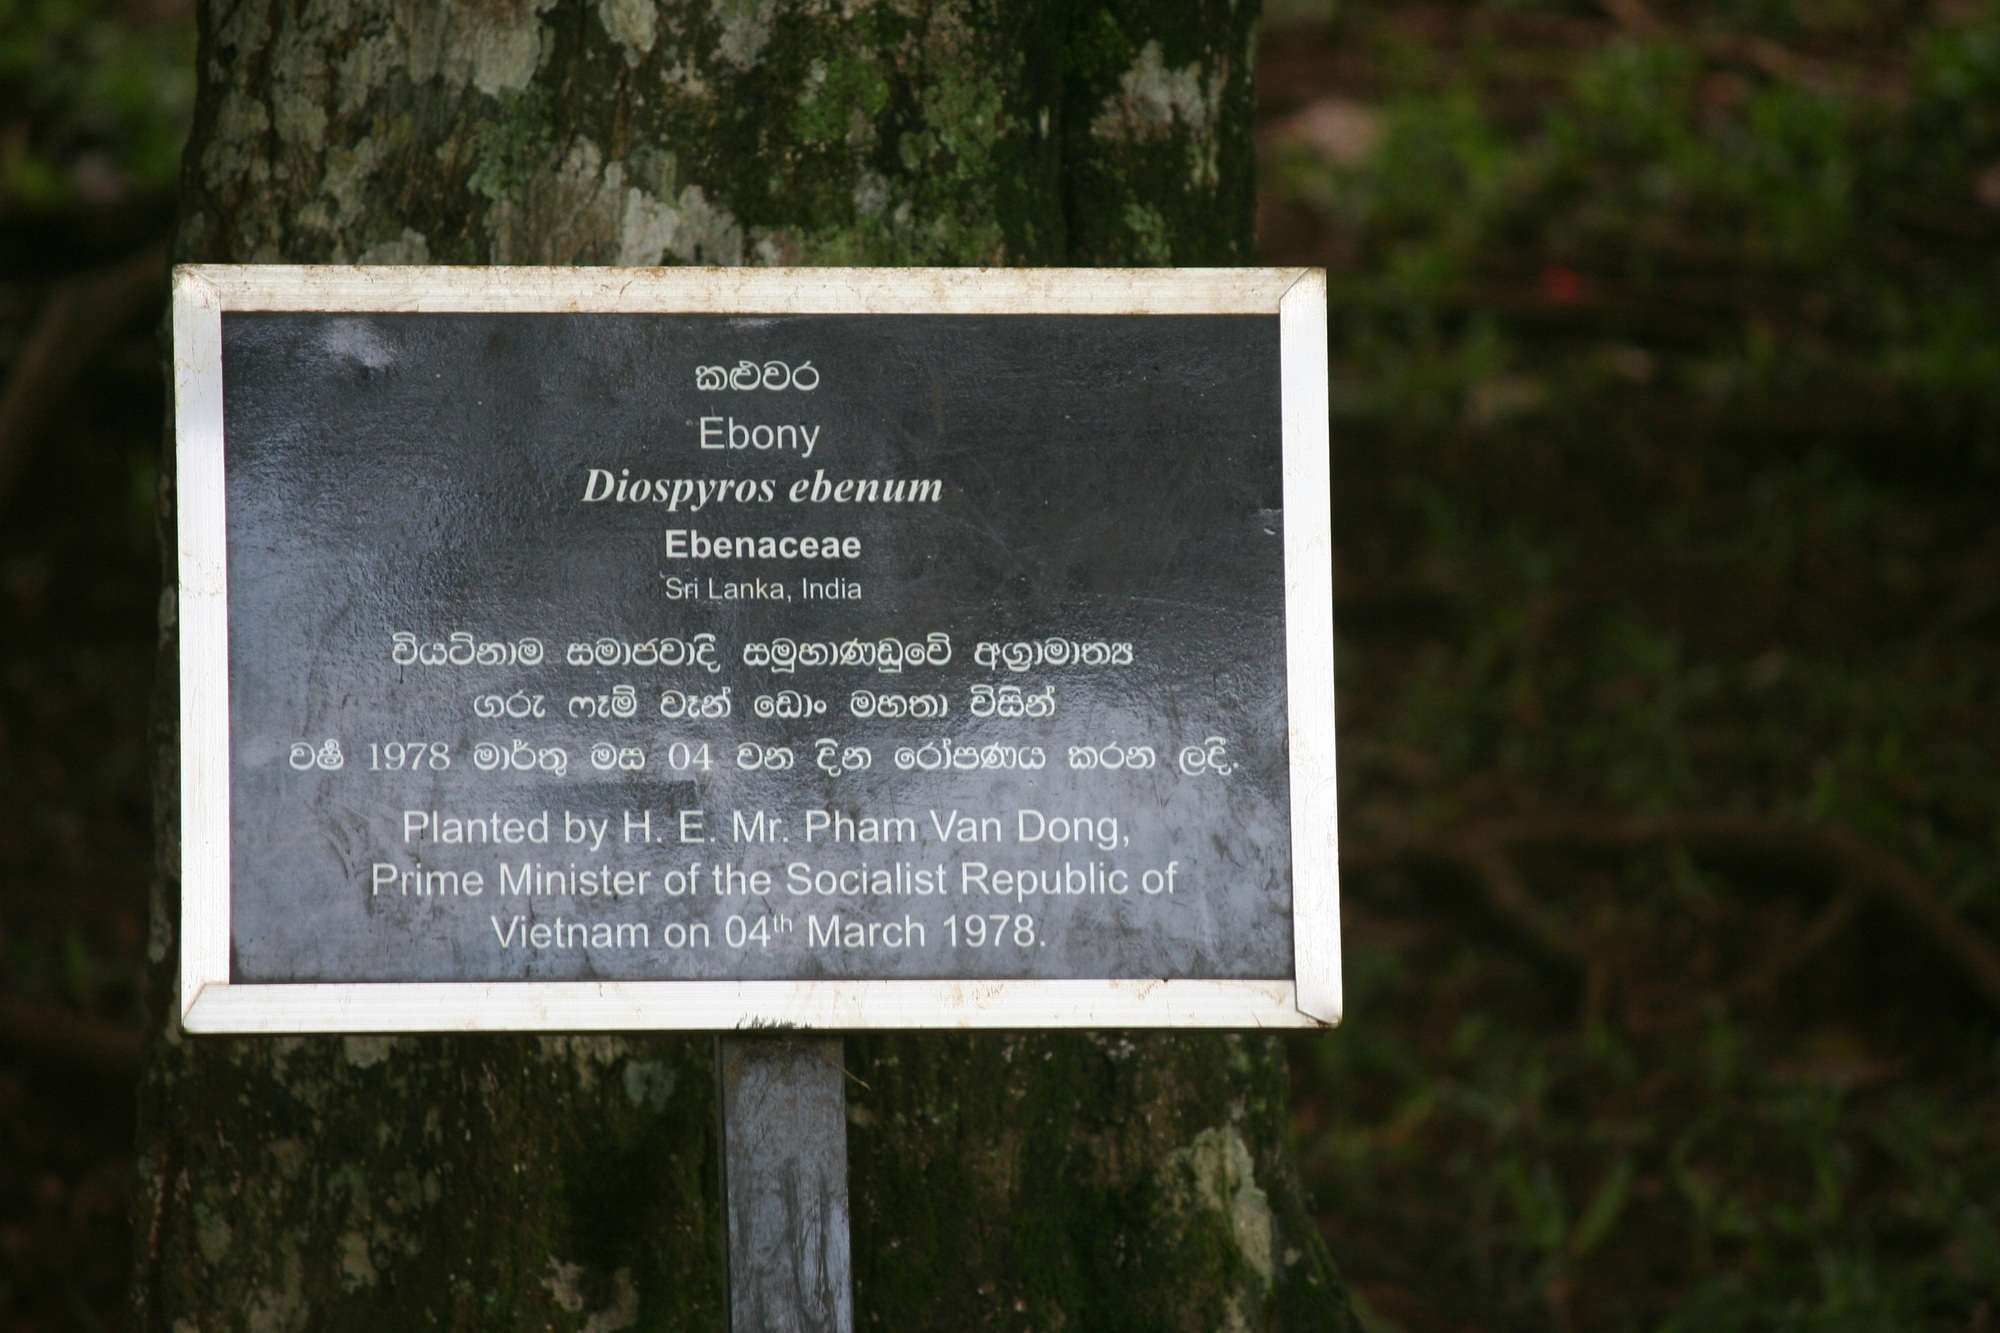 කළුවර
Ebony
Diospyros ebenum
Ebenaceae
Sri Lanka, India
වියට්නාම සමාජවාදී සමූහාණ්ඩුවේ අග්‍රාමාත්‍ය
ගරු ෆැම් වෑන් ඩොං මහතා විසින්
වර්ෂ 1978 මාර්තු මස 04 වන දින රෝපණය කරන ලදී.
Planted by H. E. Mr. Pham Van Dong,
Prime Minister of the Socialist Republic of
Vietnam on 04th March 1978.